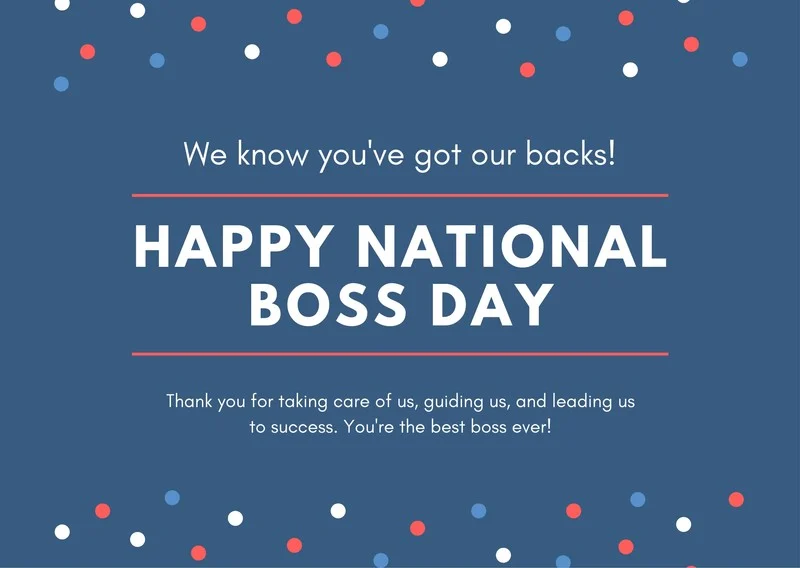 We know you've got our backs!
HAPPY NATIONAL
BOSS DAY
Thank you for taking care of us, guiding us, and leading us
to success. You're the best boss ever!